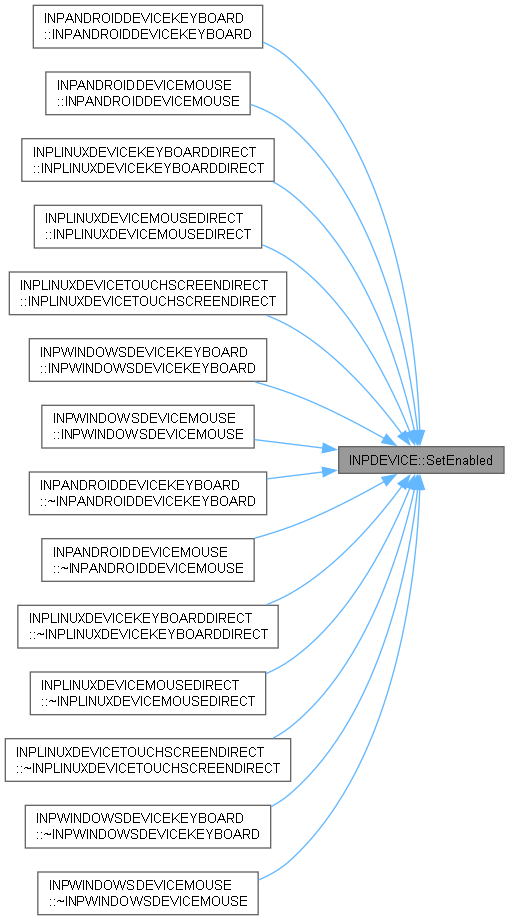 INPANDROIDDEVICEKEYBOARD
::INPANDROIDDEVICEKEYBOARD
INPANDROIDDEVICEMOUSE
::INPANDROIDDEVICEMOUSE
INPLINUXDEVICEKEYBOARDDIRECT
::INPLINUXDEVICEKEYBOARDDIRECT
INPLINUXDEVICEMOUSEDIRECT
::INPLINUXDEVICEMOUSEDIRECT
INPLINUXDEVICETOUCHSCREENDIRECT
::INPLINUXDEVICETOUCHSCREENDIRECT
INPWINDOWSDEVICEKEYBOARD
::INPWINDOWSDEVICEKEYBOARD
INPWINDOWSDEVICEMOUSE
::INPWINDOWSDEVICEMOUSE
INPDEVICE::SetEnabled
INPANDROIDDEVICEKEYBOARD
::~INPANDROIDDEVICEKEYBOARD
INPANDROIDDEVICEMOUSE
::~INPANDROIDDEVICEMOUSE
INPLINUXDEVICEKEYBOARDDIRECT
::~INPLINUXDEVICEKEYBOARDDIRECT
INPLINUXDEVICEMOUSEDIRECT
::~INPLINUXDEVICEMOUSEDIRECT
INPLINUXDEVICETOUCHSCREENDIRECT
::~INPLINUXDEVICETOUCHSCREENDIRECT
INPWINDOWSDEVICEKEYBOARD
::~INPWINDOWSDEVICEKEYBOARD
INPWINDOWSDEVICEMOUSE
::~INPWINDOWSDEVICEMOUSE